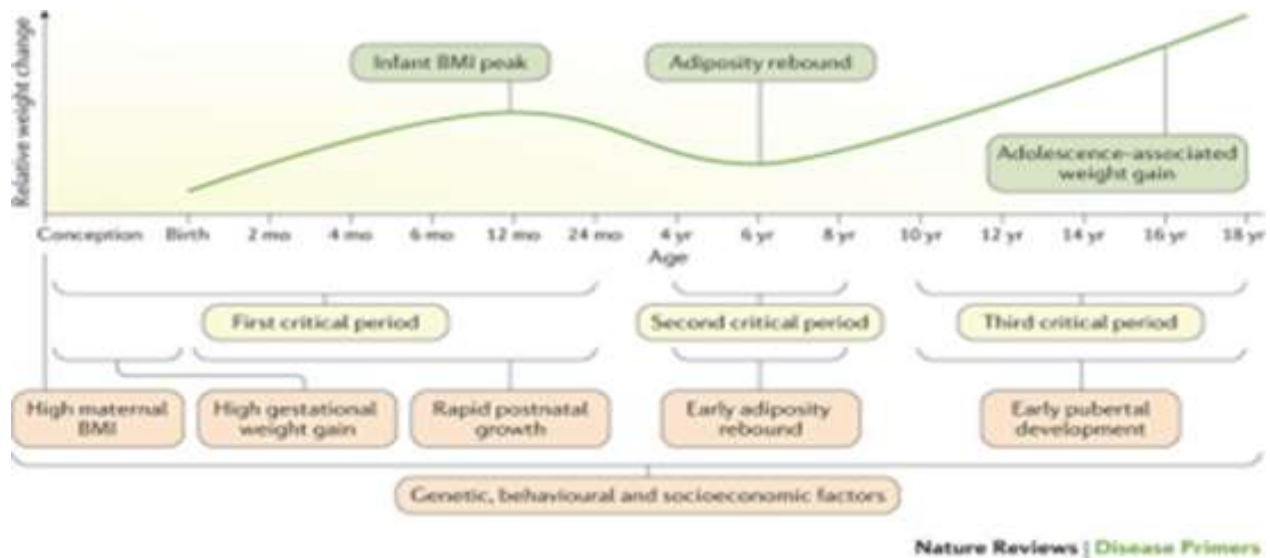 Relative weight change
Infant BMI peak
Adiposity rebound
Adolescence-associated
weight gain
Conception Birth 2 mo 4 mo 6 mo 12 mo 24 mo 4 yr 6 yr 8 yr 10 yr 12 yr 14 yr 16 yr 18 yr
Age
First critical period
Second critical period
Third critical period
High maternal
BMI
High gestational
weight gain
Rapid postnatal
growth
Early adiposity
rebound
Early pubertal
development
Genetic, behavioural and socioeconomic factors
Nature Reviews | Disease Primers